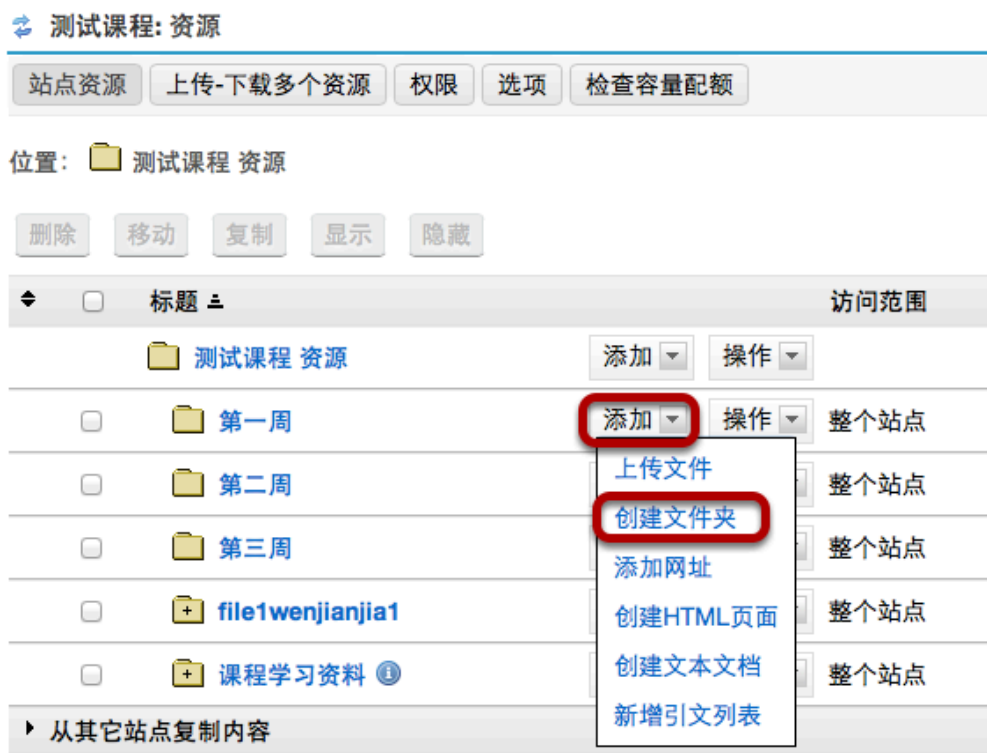 测试课程: 资源
站点资源 上传-下载多个资源 权限 选项 检查容量配额
位置： 测试课程 资源
删除 移动 复制 显示 隐藏
标题 访问范围
测试课程 资源 添加 操作
第一周 添加 操作 整个站点
上传文件
第二周 整个站点
创建文件夹
第三周 整个站点
添加网址
file1wenjianjia1 整个站点
创建HTML页面
课程学习资料 整个站点
创建文本文档
新增引文列表
从其它站点复制内容